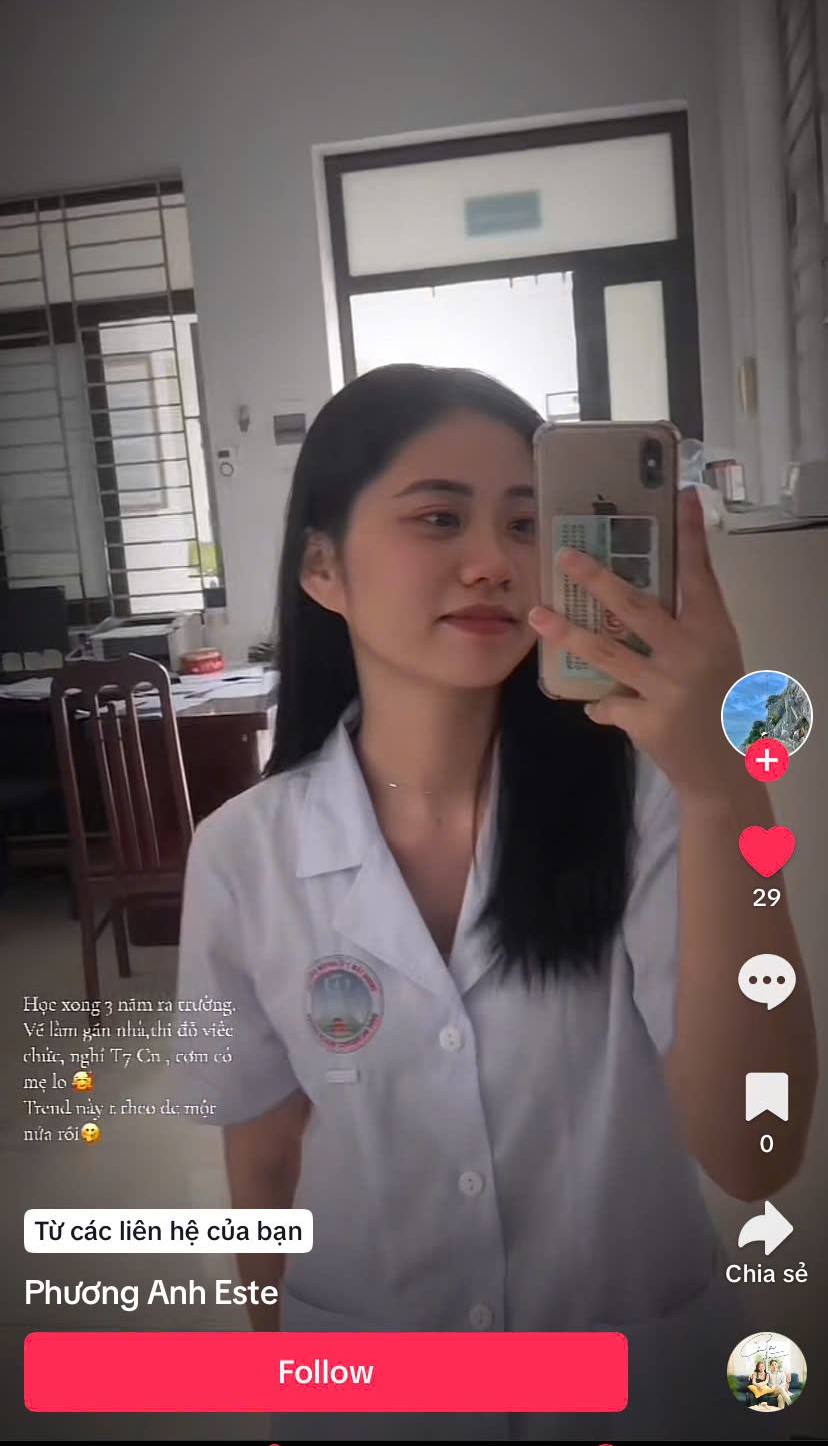 Học xong 3 năm ra trường.
Về làm gần nhà,thi đỗ viêc
chức, nghỉ T7 Cn , cơm có
mẹ lo 🥰
Trend này t theo dc một
nửa rồi🤭
29
0
Chia sẻ
Từ các liên hệ của bạn
Phương Anh Este
Follow